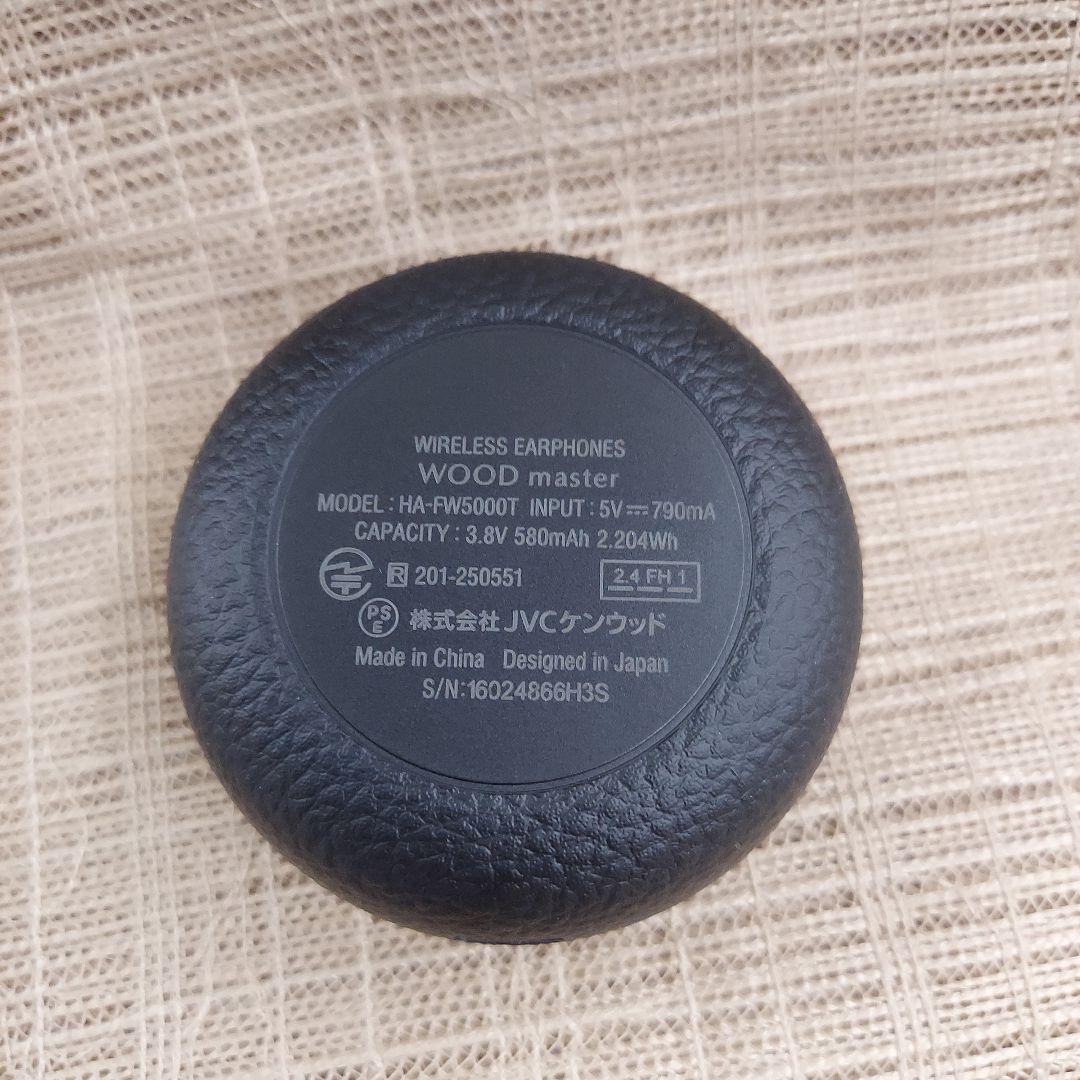 WIRELESS EARPHONES
WOOD master
MODEL : HA-FW5000T INPUT : 5V⎓790mA
CAPACITY : 3.8V 580mAh 2.204Wh
R 201-250551 2.4 FH 1
PSE 株式会社 JVCケンウッド
Made in China Designed in Japan
S/N:16024866H3S